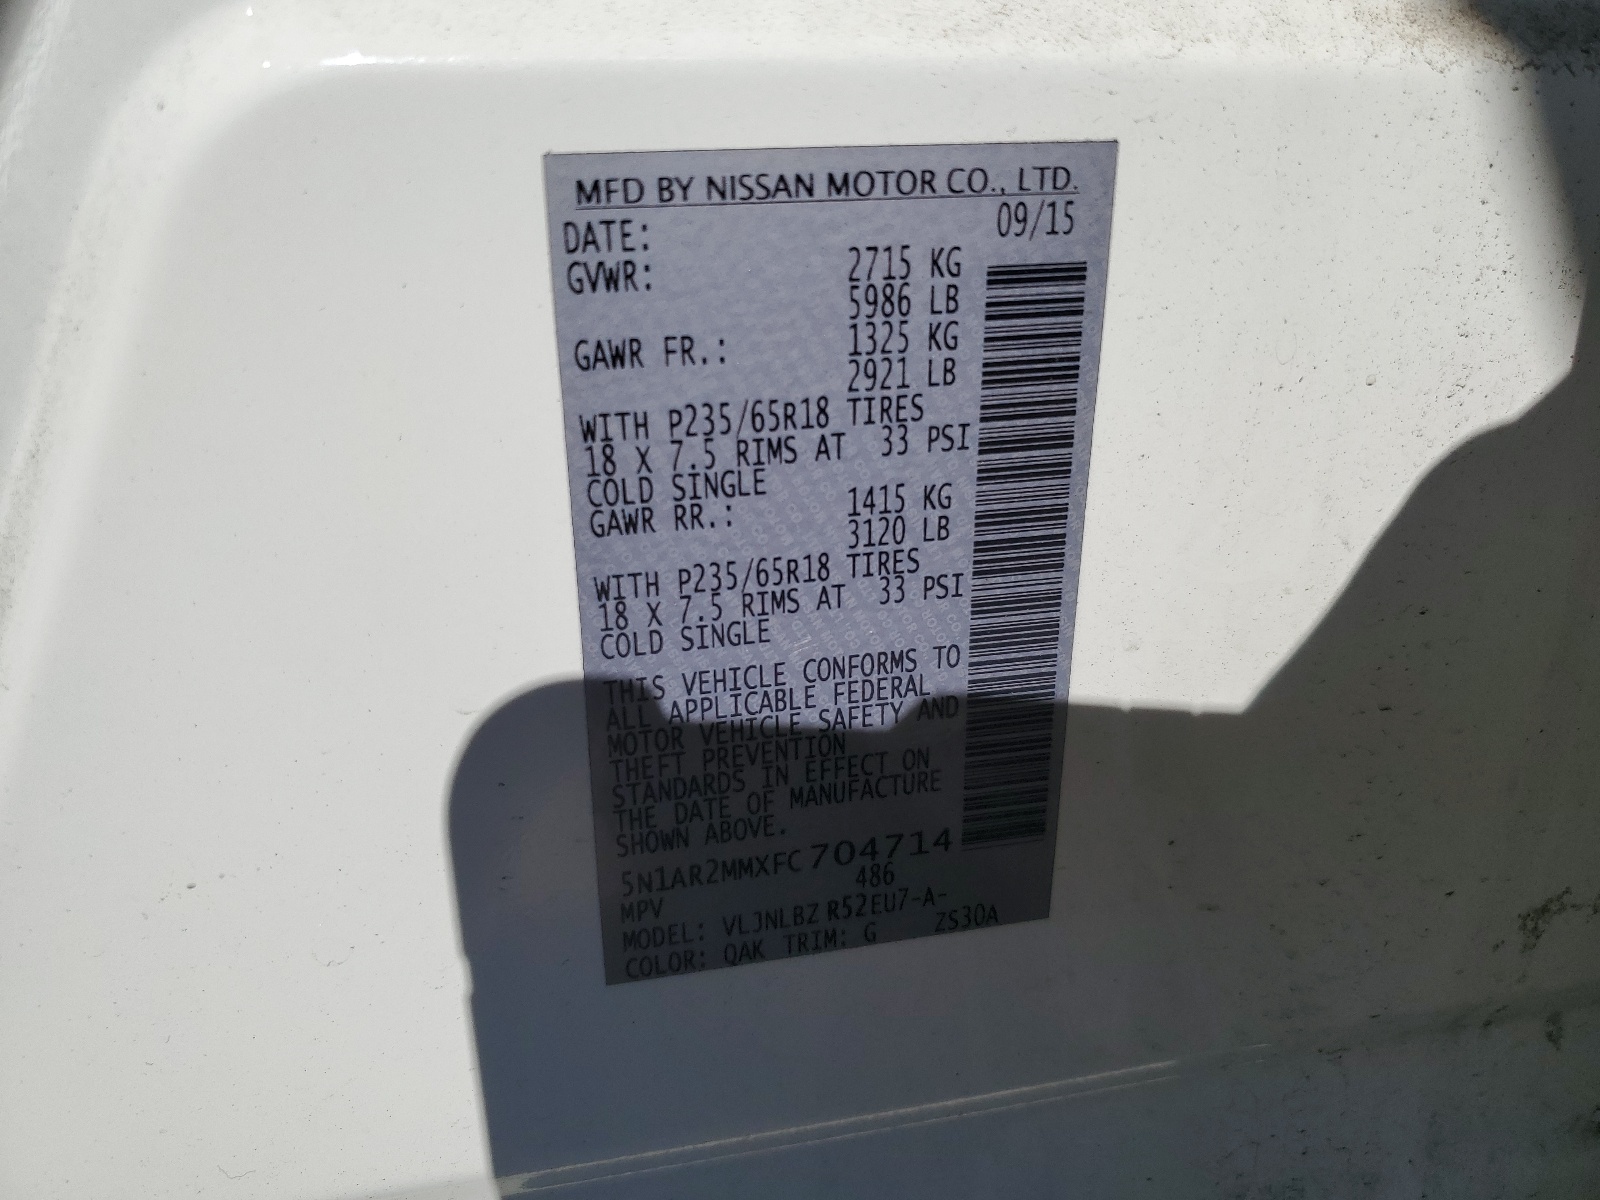 MFD BY NISSAN MOTOR CO., LTD.
DATE: 09/15
GVWR: 2715 KG
5986 LB
GAWR FR.: 1325 KG
2921 LB
WITH P235/65R18 TIRES
18 X 7.5 RIMS AT 33 PSI
COLD SINGLE
GAWR RR.: 1415 KG
3120 LB
WITH P235/65R18 TIRES
18 X 7.5 RIMS AT 33 PSI
COLD SINGLE
THIS VEHICLE CONFORMS TO
ALL APPLICABLE FEDERAL
MOTOR VEHICLE SAFETY AND
THEFT PREVENTION
STANDARDS IN EFFECT ON
THE DATE OF MANUFACTURE
SHOWN ABOVE.
5N1AR2MMXFC704714
MPV 486
MODEL: VLJNLBZ R52EU7-A-
COLOR: QAK TRIM: G ZS30A